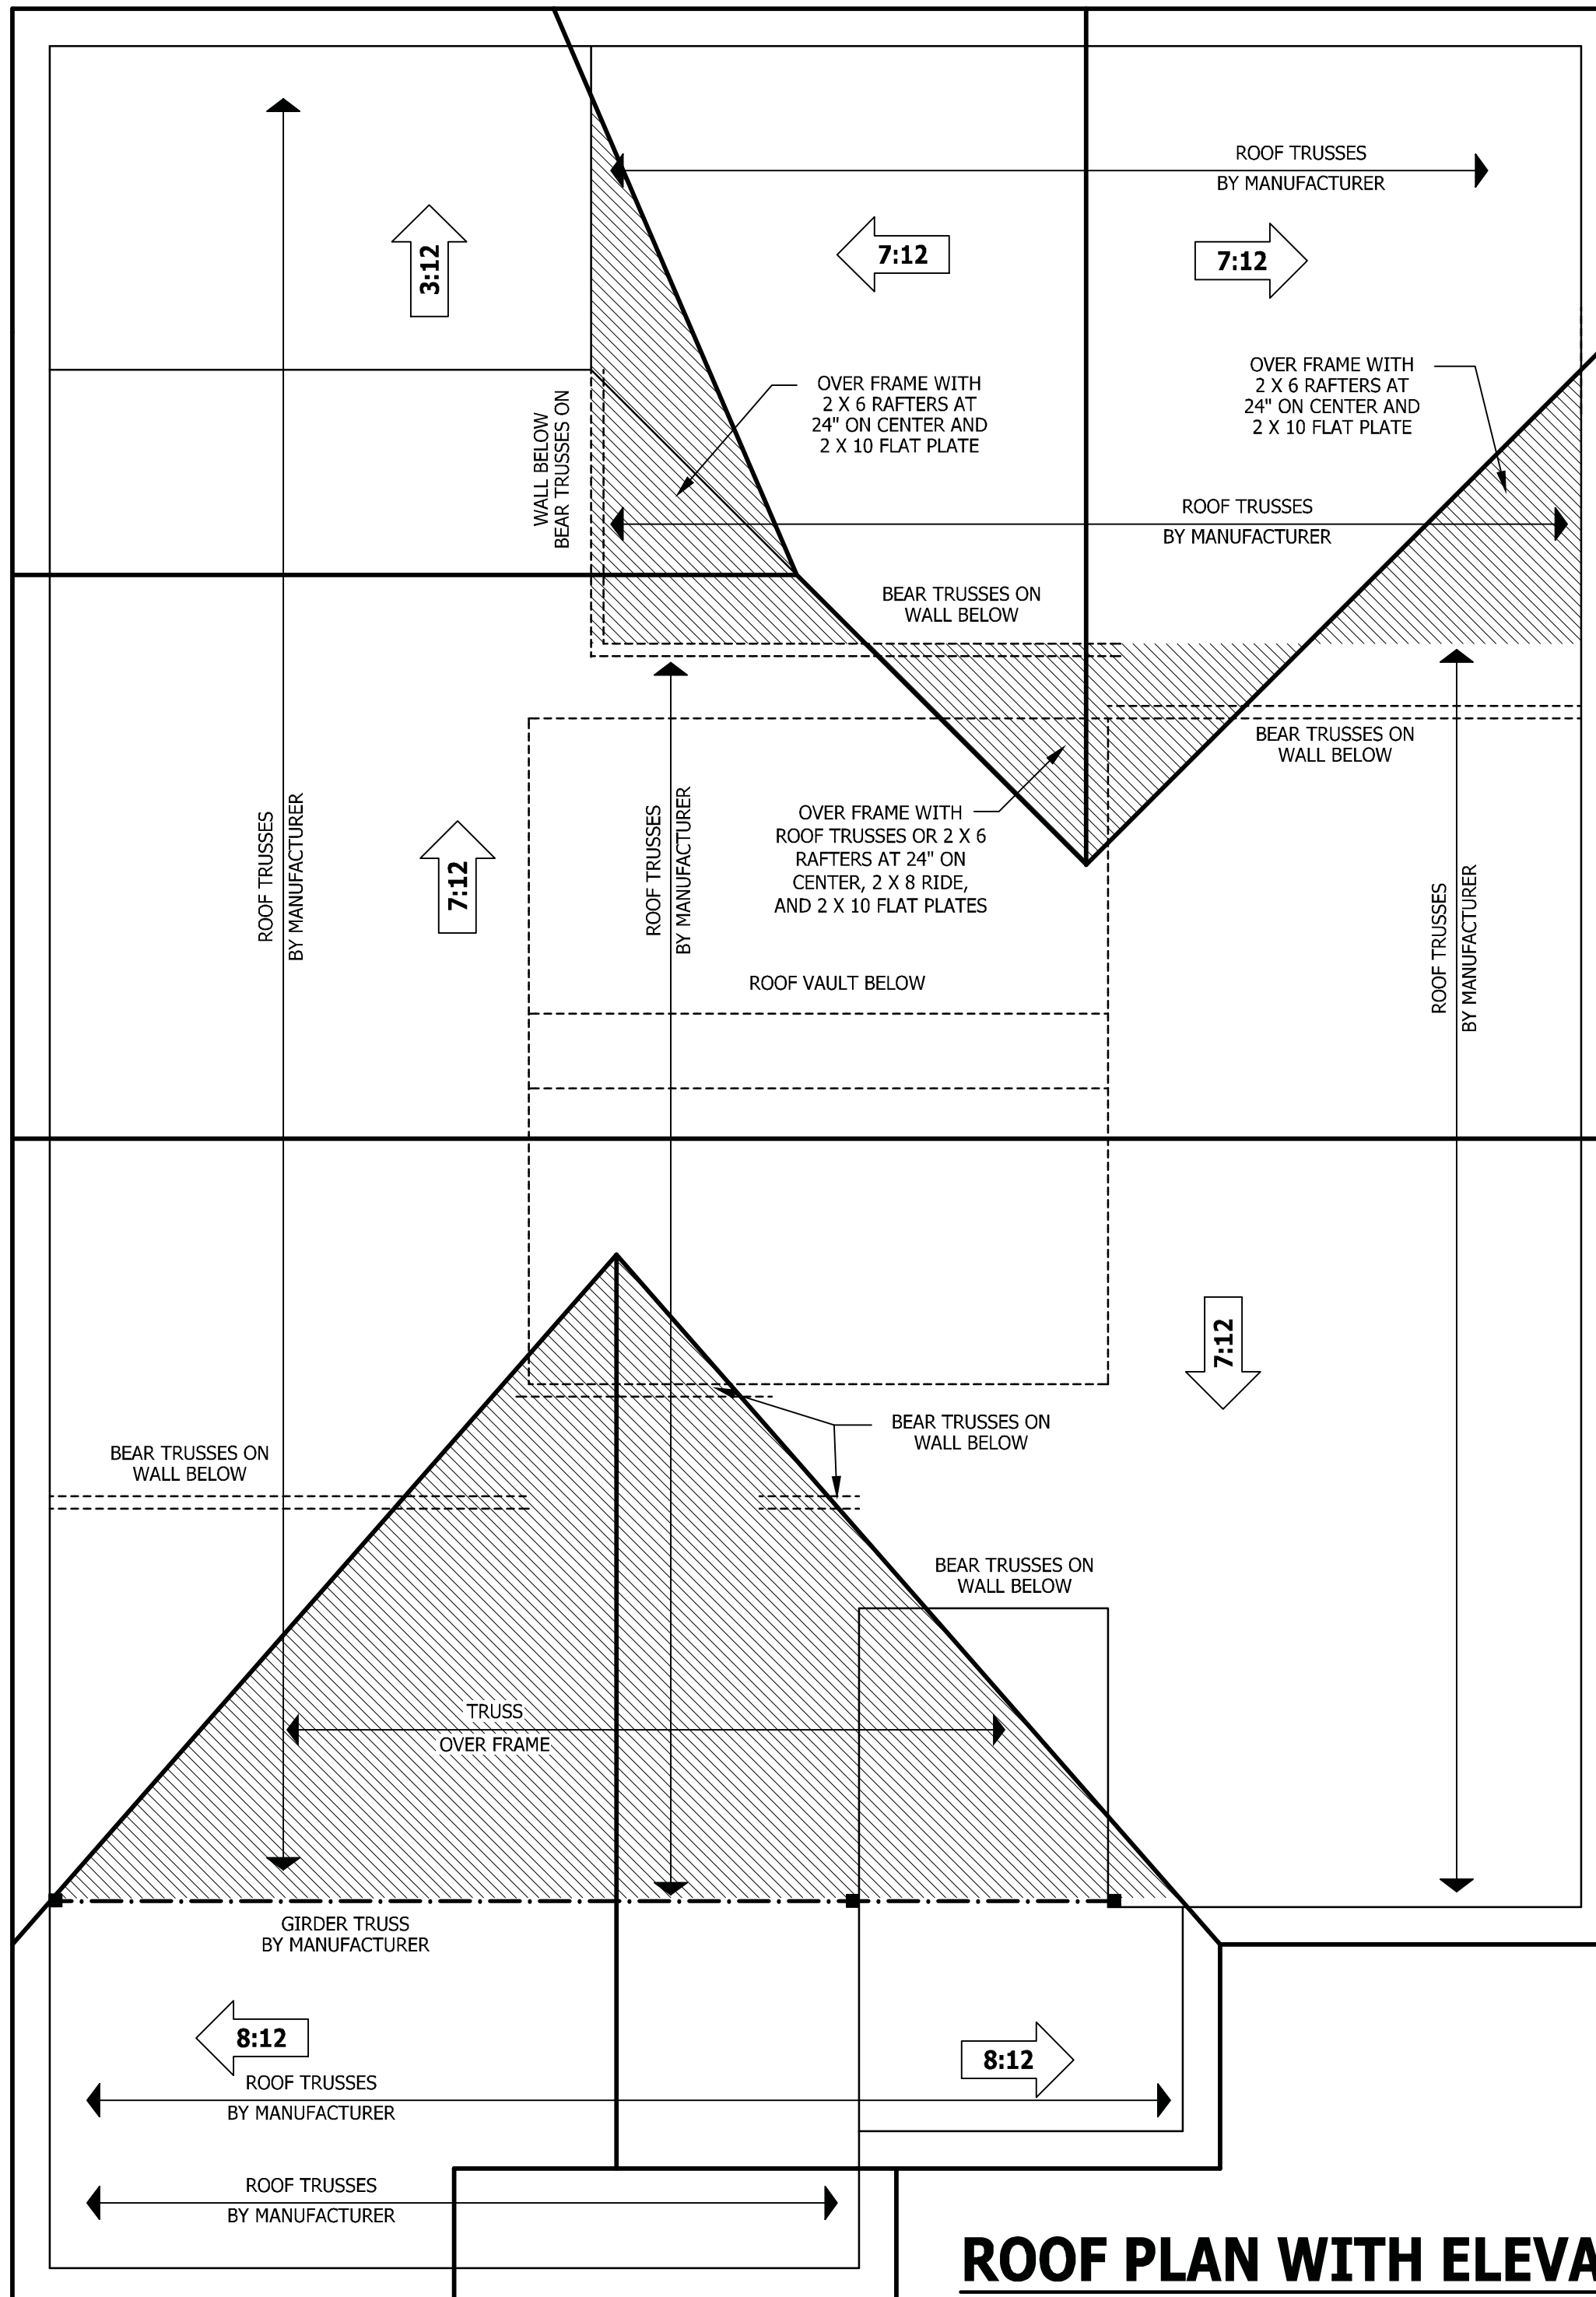 ROOF TRUSSES
BY MANUFACTURER
3:12
7:12
7:12
OVER FRAME WITH
2 X 6 RAFTERS AT
24" ON CENTER AND
2 X 10 FLAT PLATE
OVER FRAME WITH
2 X 6 RAFTERS AT
24" ON CENTER AND
2 X 10 FLAT PLATE
WALL BELOW
BEAR TRUSSES ON
ROOF TRUSSES
BY MANUFACTURER
BEAR TRUSSES ON
WALL BELOW
BEAR TRUSSES ON
WALL BELOW
ROOF TRUSSES
BY MANUFACTURER
7:12
ROOF TRUSSES
BY MANUFACTURER
OVER FRAME WITH
ROOF TRUSSES OR 2 X 6
RAFTERS AT 24" ON
CENTER, 2 X 8 RIDE,
AND 2 X 10 FLAT PLATES
ROOF TRUSSES
BY MANUFACTURER
ROOF VAULT BELOW
7:12
BEAR TRUSSES ON
WALL BELOW
BEAR TRUSSES ON
WALL BELOW
BEAR TRUSSES ON
WALL BELOW
TRUSS
OVER FRAME
GIRDER TRUSS
BY MANUFACTURER
8:12
8:12
ROOF TRUSSES
BY MANUFACTURER
ROOF TRUSSES
BY MANUFACTURER
ROOF PLAN WITH ELEVA